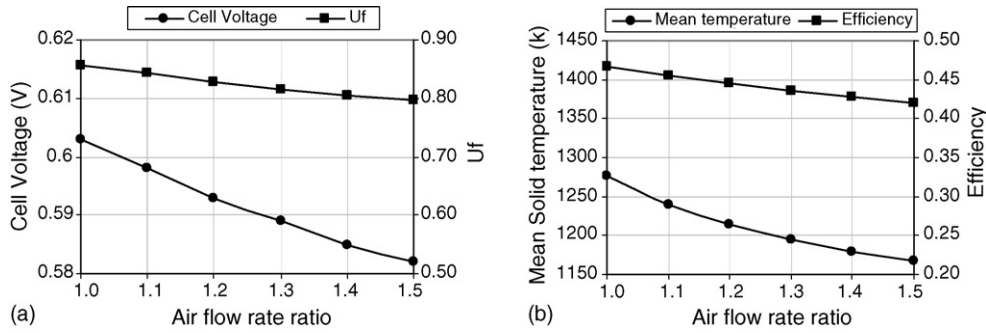 Cell Voltage Uf
0.62
0.61
0.6
0.59
0.58
Cell Voltage (V)
0.90
0.80
0.70
0.60
0.50
Uf
1.0 1.1 1.2 1.3 1.4 1.5
(a) Air flow rate ratio
Mean temperature Efficiency
1450
1400
1350
1300
1250
1200
1150
Mean Solid temperature (k)
0.50
0.45
0.40
0.35
0.30
0.25
0.20
Efficiency
1.0 1.1 1.2 1.3 1.4 1.5
(b) Air flow rate ratio